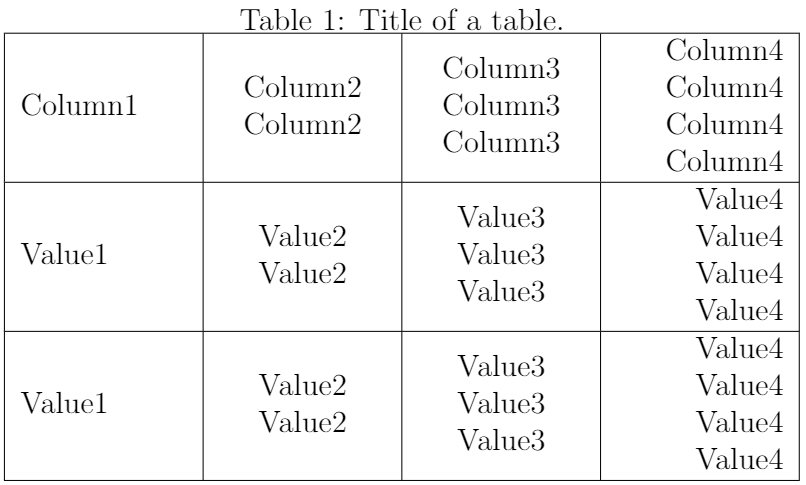 Table 1: Title of a table.
Column1
Column2
Column2
Column3
Column3
Column3
Column4
Column4
Column4
Column4
Value1
Value2
Value2
Value3
Value3
Value3
Value4
Value4
Value4
Value4
Value1
Value2
Value2
Value3
Value3
Value3
Value4
Value4
Value4
Value4